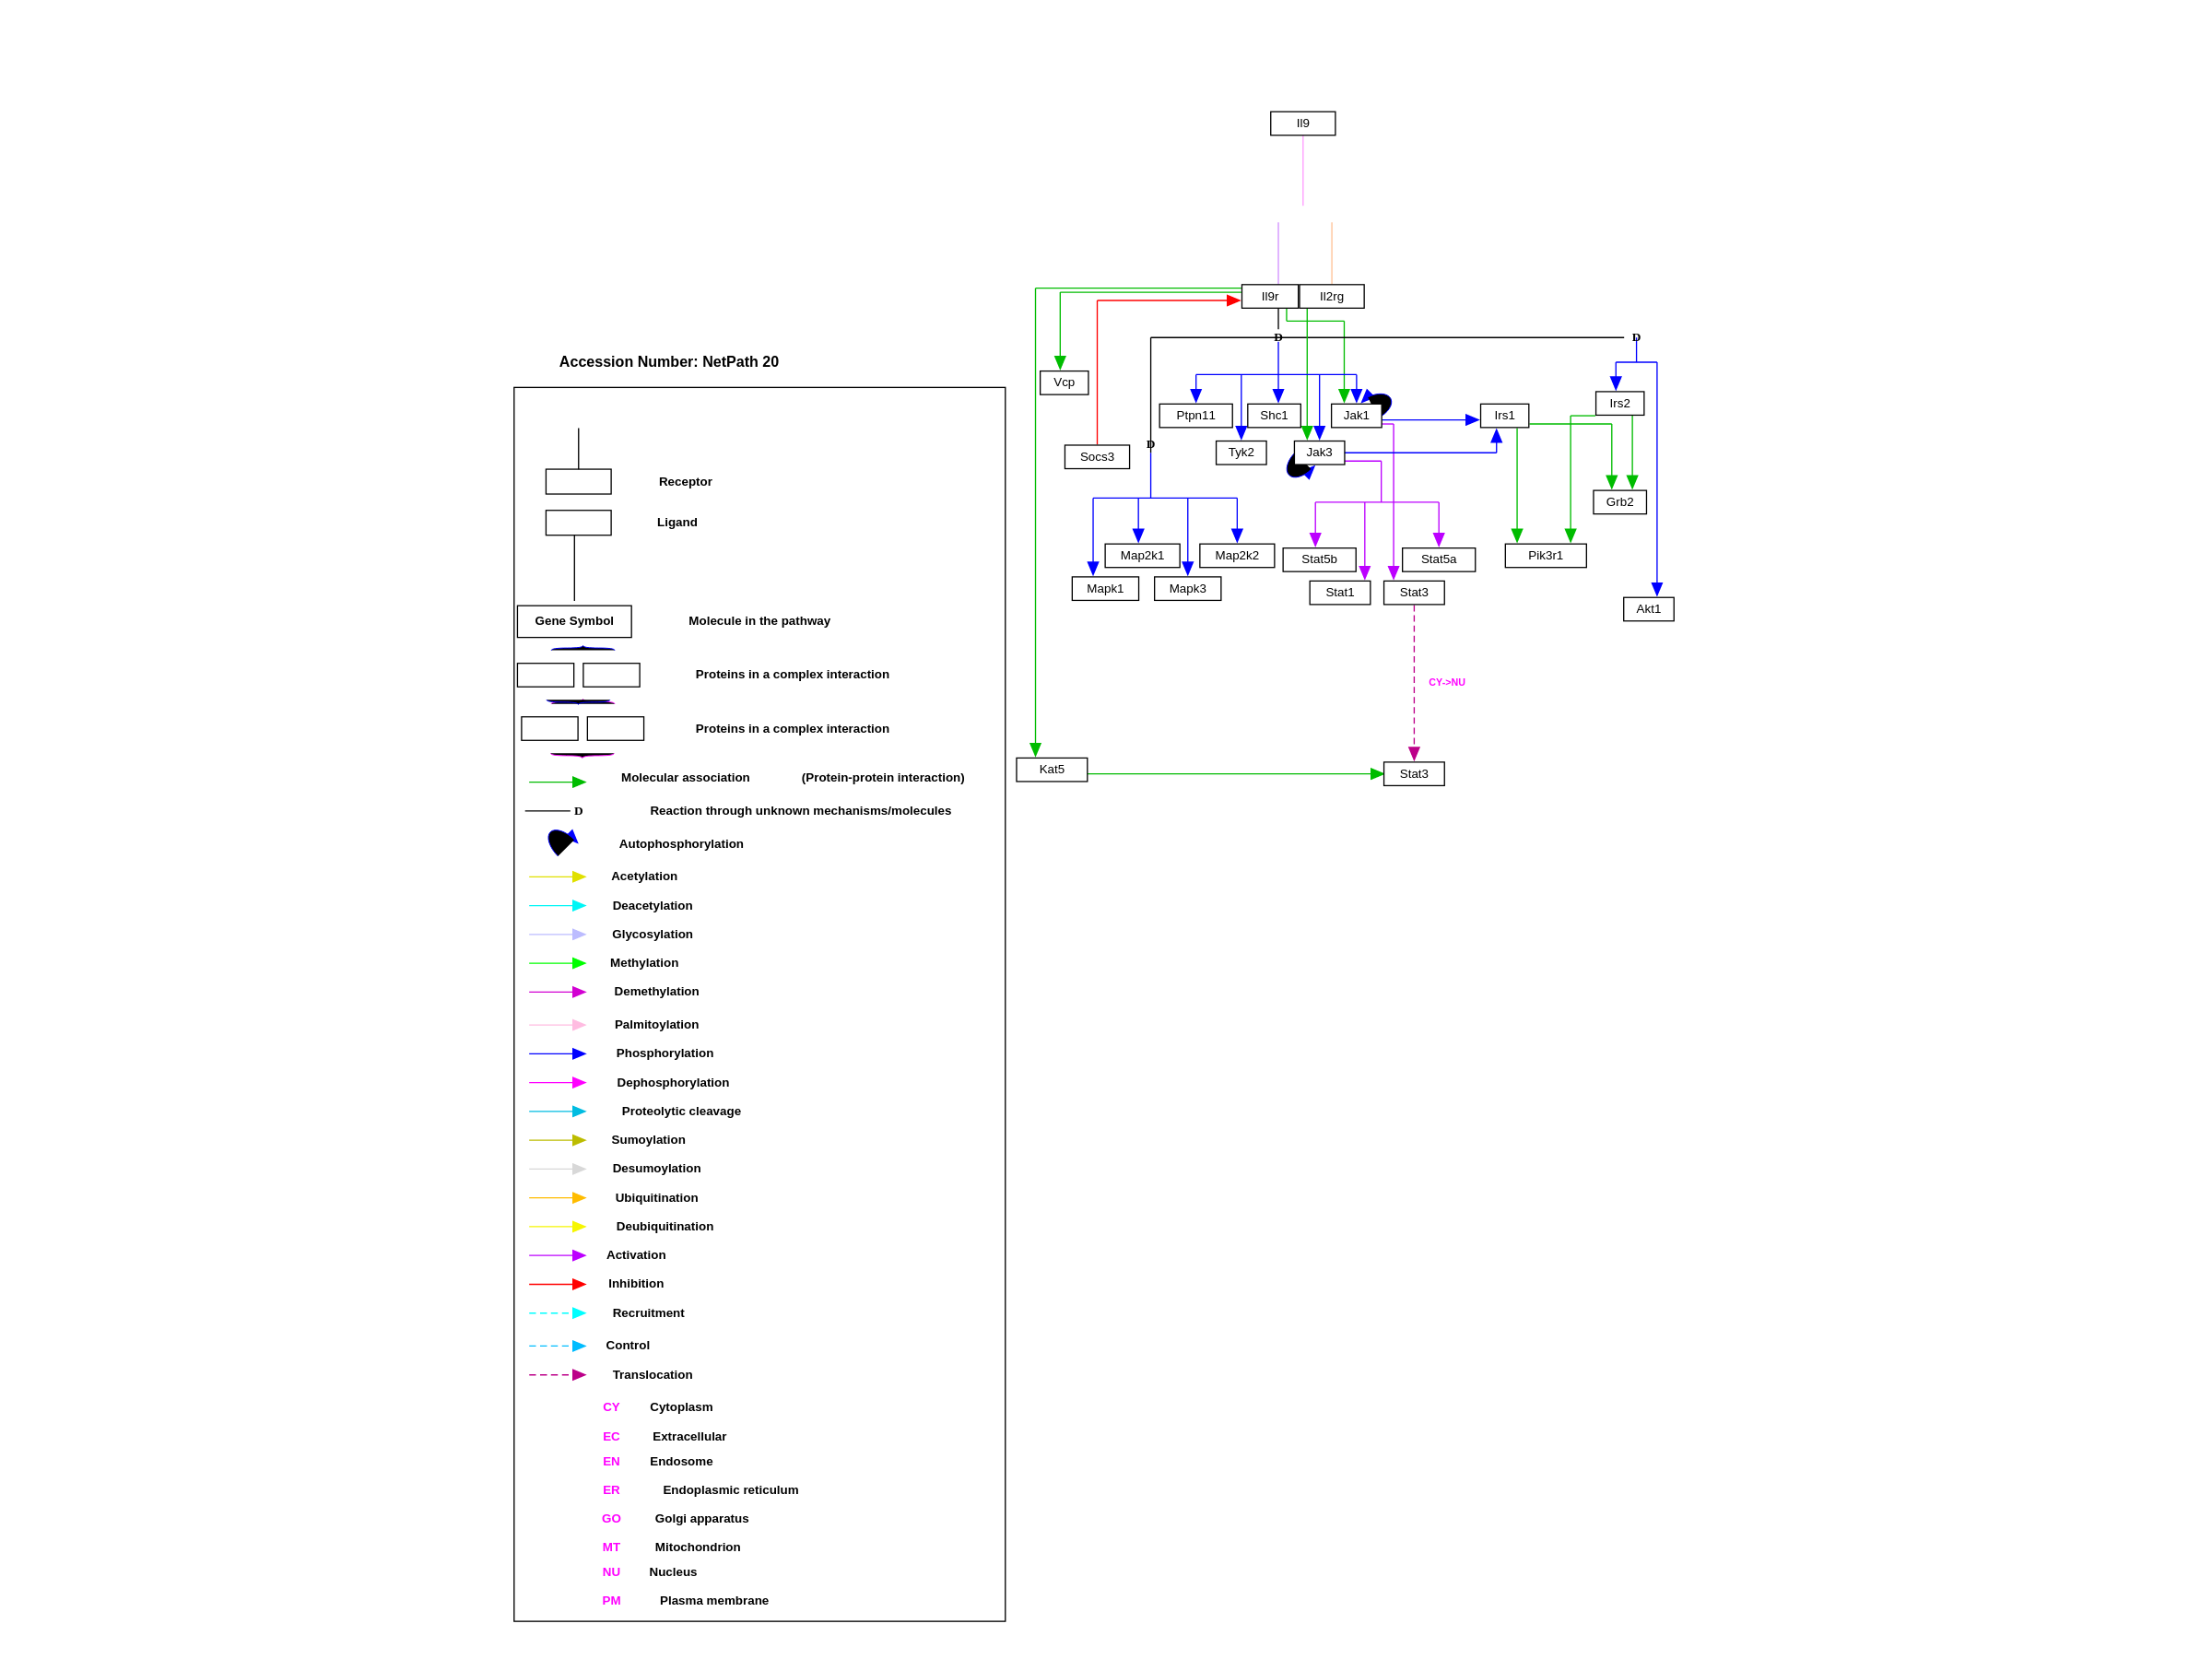 Il9
Il9r
Il2rg
D
D
Accession Number: NetPath 20
Vcp
Ptpn11
Shc1
Jak1
Irs1
Irs2
D
Socs3
Tyk2
Jak3
Grb2
Map2k1
Map2k2
Stat5b
Stat5a
Pik3r1
Mapk1
Mapk3
Stat1
Stat3
Akt1
CY->NU
Kat5
Stat3
Receptor
Ligand
Gene Symbol
Molecule in the pathway
Proteins in a complex interaction
Proteins in a complex interaction
Molecular association (Protein-protein interaction)
D Reaction through unknown mechanisms/molecules
Autophosphorylation
Acetylation
Deacetylation
Glycosylation
Methylation
Demethylation
Palmitoylation
Phosphorylation
Dephosphorylation
Proteolytic cleavage
Sumoylation
Desumoylation
Ubiquitination
Deubiquitination
Activation
Inhibition
Recruitment
Control
Translocation
CY Cytoplasm
EC Extracellular
EN Endosome
ER Endoplasmic reticulum
GO Golgi apparatus
MT Mitochondrion
NU Nucleus
PM Plasma membrane